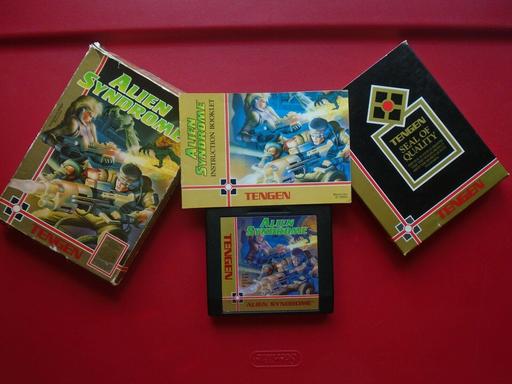 ALIEN
SYNDROME
ALIEN
SYNDROME
INSTRUCTION BOOKLET
TENGEN
TENGEN
SEAL OF
QUALITY
TENGEN
TENGEN
ALIEN
SYNDROME
TENGEN
ALIEN SYNDROME